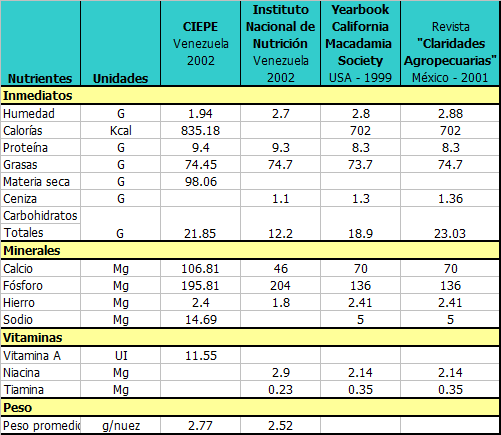 Nutrientes Unidades CIEPE Venezuela 2002 Instituto Nacional de Nutrición Venezuela 2002 Yearbook California Macadamia Society USA - 1999 Revista "Claridades Agropecuarias" México - 2001
Inmediatos
Humedad G 1.94 2.7 2.8 2.88
Calorías Kcal 835.18 702 702
Proteína G 9.4 9.3 8.3 8.3
Grasas G 74.45 74.7 73.7 74.7
Materia seca G 98.06
Ceniza G 1.1 1.3 1.36
Carbohidratos
Totales G 21.85 12.2 18.9 23.03
Minerales
Calcio Mg 106.81 46 70 70
Fósforo Mg 195.81 204 136 136
Hierro Mg 2.4 1.8 2.41 2.41
Sodio Mg 14.69 5 5
Vitaminas
Vitamina A UI 11.55
Niacina Mg 2.9 2.14 2.14
Tiamina Mg 0.23 0.35 0.35
Peso
Peso promedio g/nuez 2.77 2.52